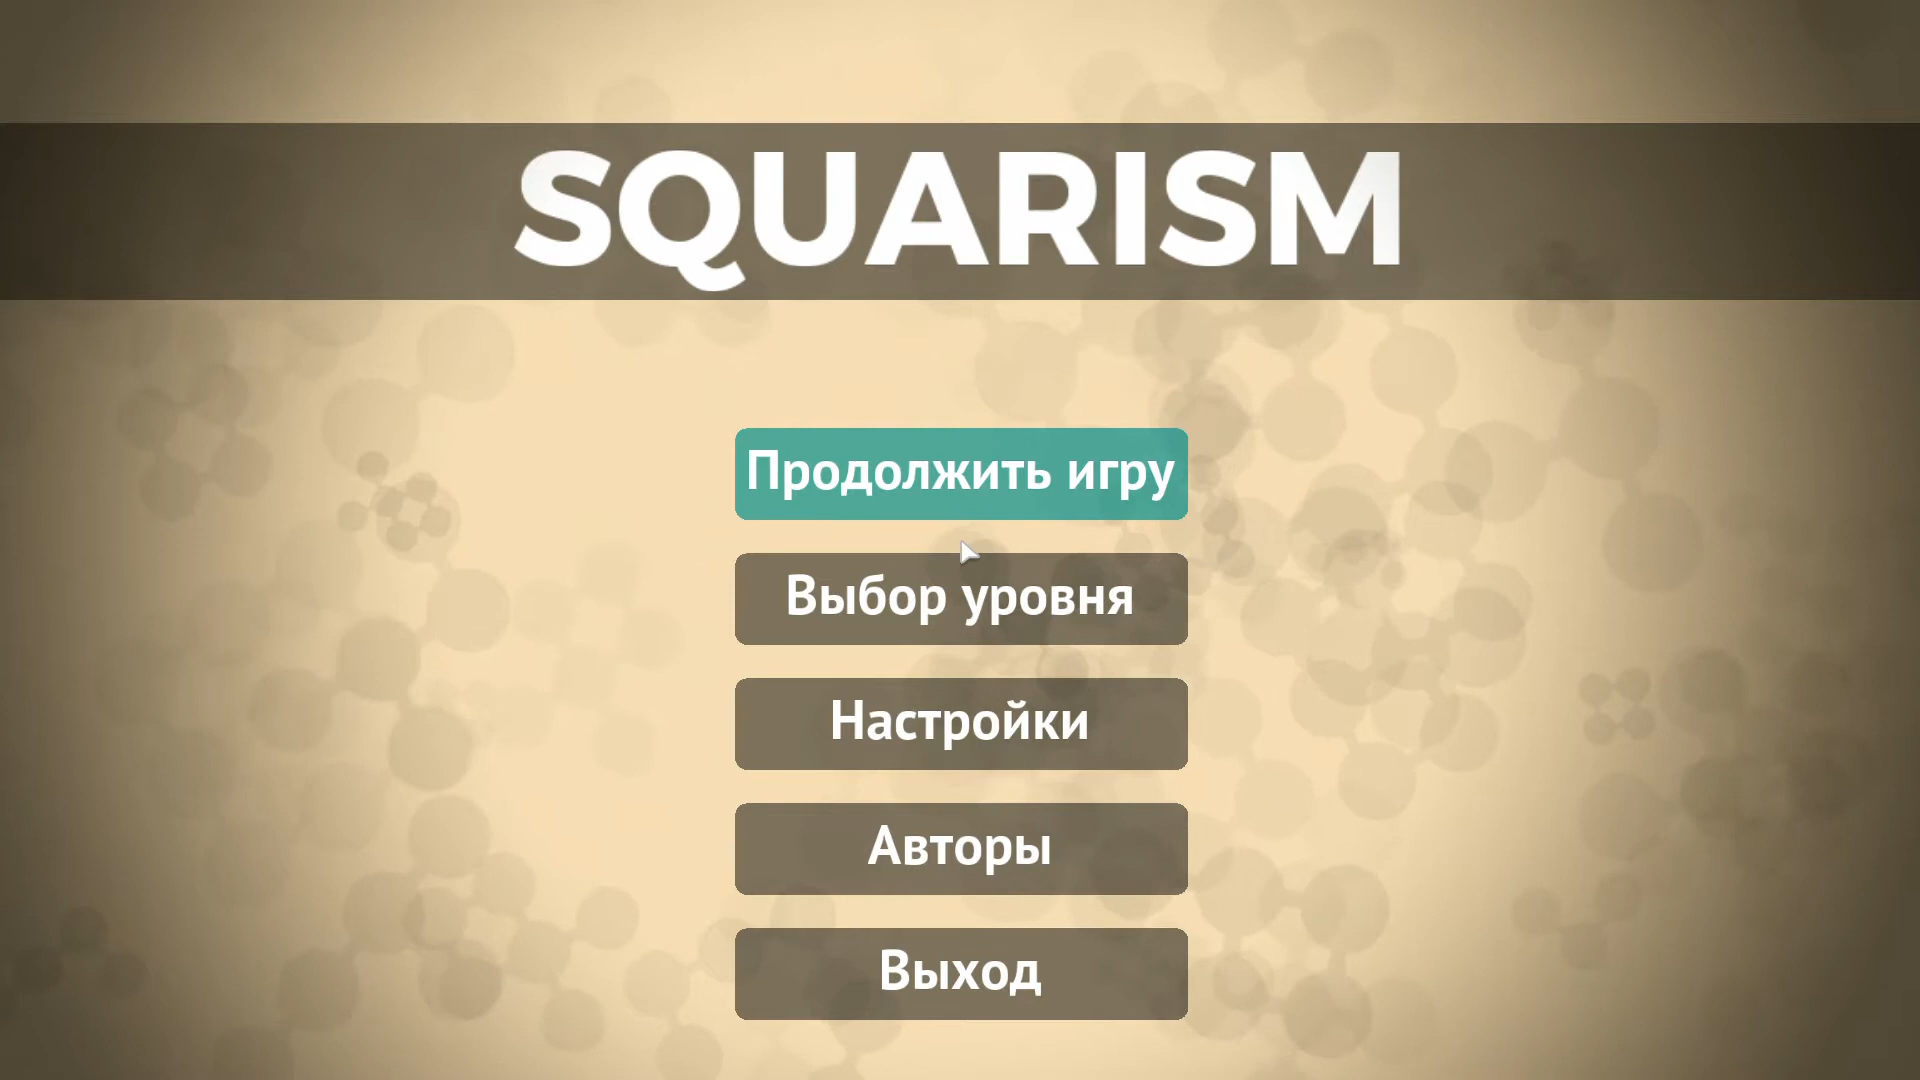 SQUARISM
Продолжить игру
Выбор уровня
Настройки
Авторы
Выход